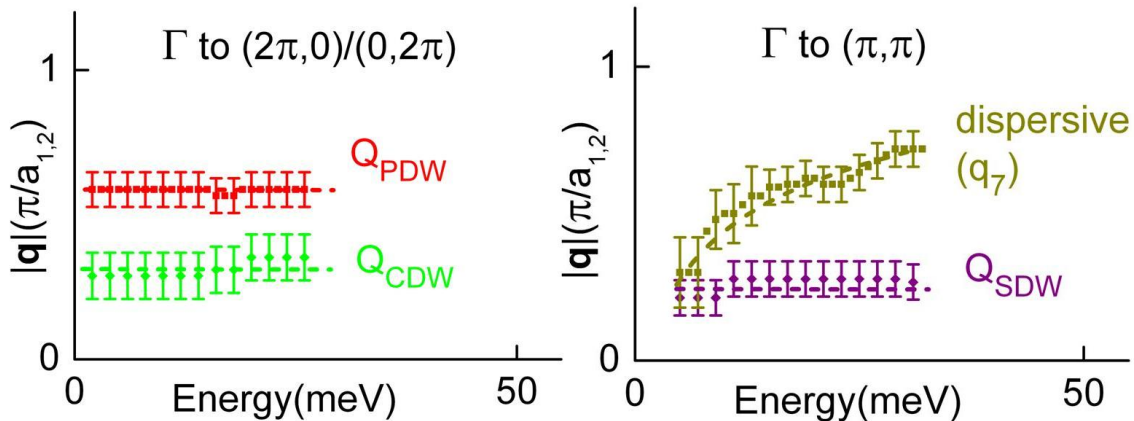 Γ to (2π,0)/(0,2π)
1
|q|(π/a1,2)
QPDW
QCDW
0
0
Energy(meV)
50
Γ to (π,π)
1
|q|(π/a1,2)
dispersive
(q7)
QSDW
0
0
Energy(meV)
50